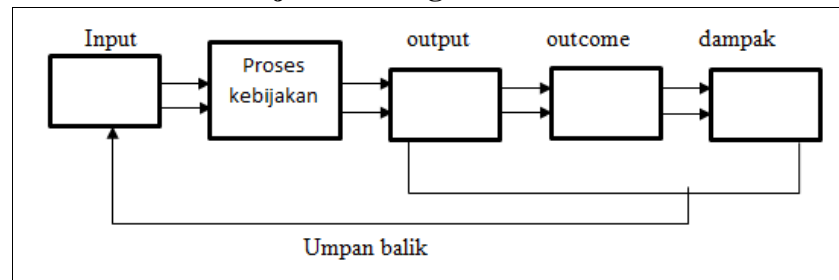 Input
output
outcome
dampak
Proses
kebijakan
Umpan balik